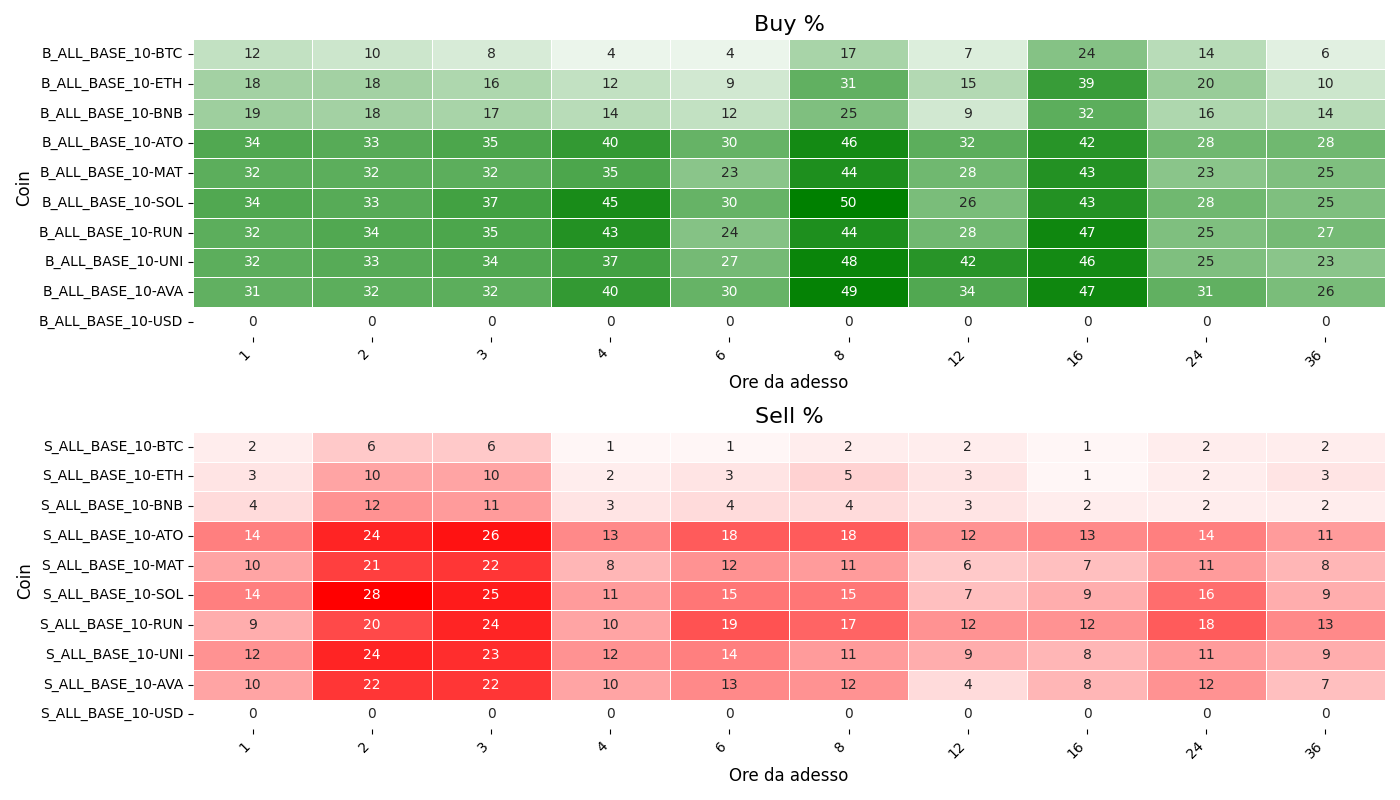 Buy %
Coin
B_ALL_BASE_10-BTC 12 10 8 4 4 17 7 24 14 6
B_ALL_BASE_10-ETH 18 18 16 12 9 31 15 39 20 10
B_ALL_BASE_10-BNB 19 18 17 14 12 25 9 32 16 14
B_ALL_BASE_10-ATO 34 33 35 40 30 46 32 42 28 28
B_ALL_BASE_10-MAT 32 32 32 35 23 44 28 43 23 25
B_ALL_BASE_10-SOL 34 33 37 45 30 50 26 43 28 25
B_ALL_BASE_10-RUN 32 34 35 43 24 44 28 47 25 27
B_ALL_BASE_10-UNI 32 33 34 37 27 48 42 46 25 23
B_ALL_BASE_10-AVA 31 32 32 40 30 49 34 47 31 26
B_ALL_BASE_10-USD 0 0 0 0 0 0 0 0 0 0
1 2 3 4 6 8 12 16 24 36
Ore da adesso
Sell %
Coin
S_ALL_BASE_10-BTC 2 6 6 1 1 2 2 1 2 2
S_ALL_BASE_10-ETH 3 10 10 2 3 5 3 1 2 3
S_ALL_BASE_10-BNB 4 12 11 3 4 4 3 2 2 2
S_ALL_BASE_10-ATO 14 24 26 13 18 18 12 13 14 11
S_ALL_BASE_10-MAT 10 21 22 8 12 11 6 7 11 8
S_ALL_BASE_10-SOL 14 28 25 11 15 15 7 9 16 9
S_ALL_BASE_10-RUN 9 20 24 10 19 17 12 12 18 13
S_ALL_BASE_10-UNI 12 24 23 12 14 11 9 8 11 9
S_ALL_BASE_10-AVA 10 22 22 10 13 12 4 8 12 7
S_ALL_BASE_10-USD 0 0 0 0 0 0 0 0 0 0
1 2 3 4 6 8 12 16 24 36
Ore da adesso